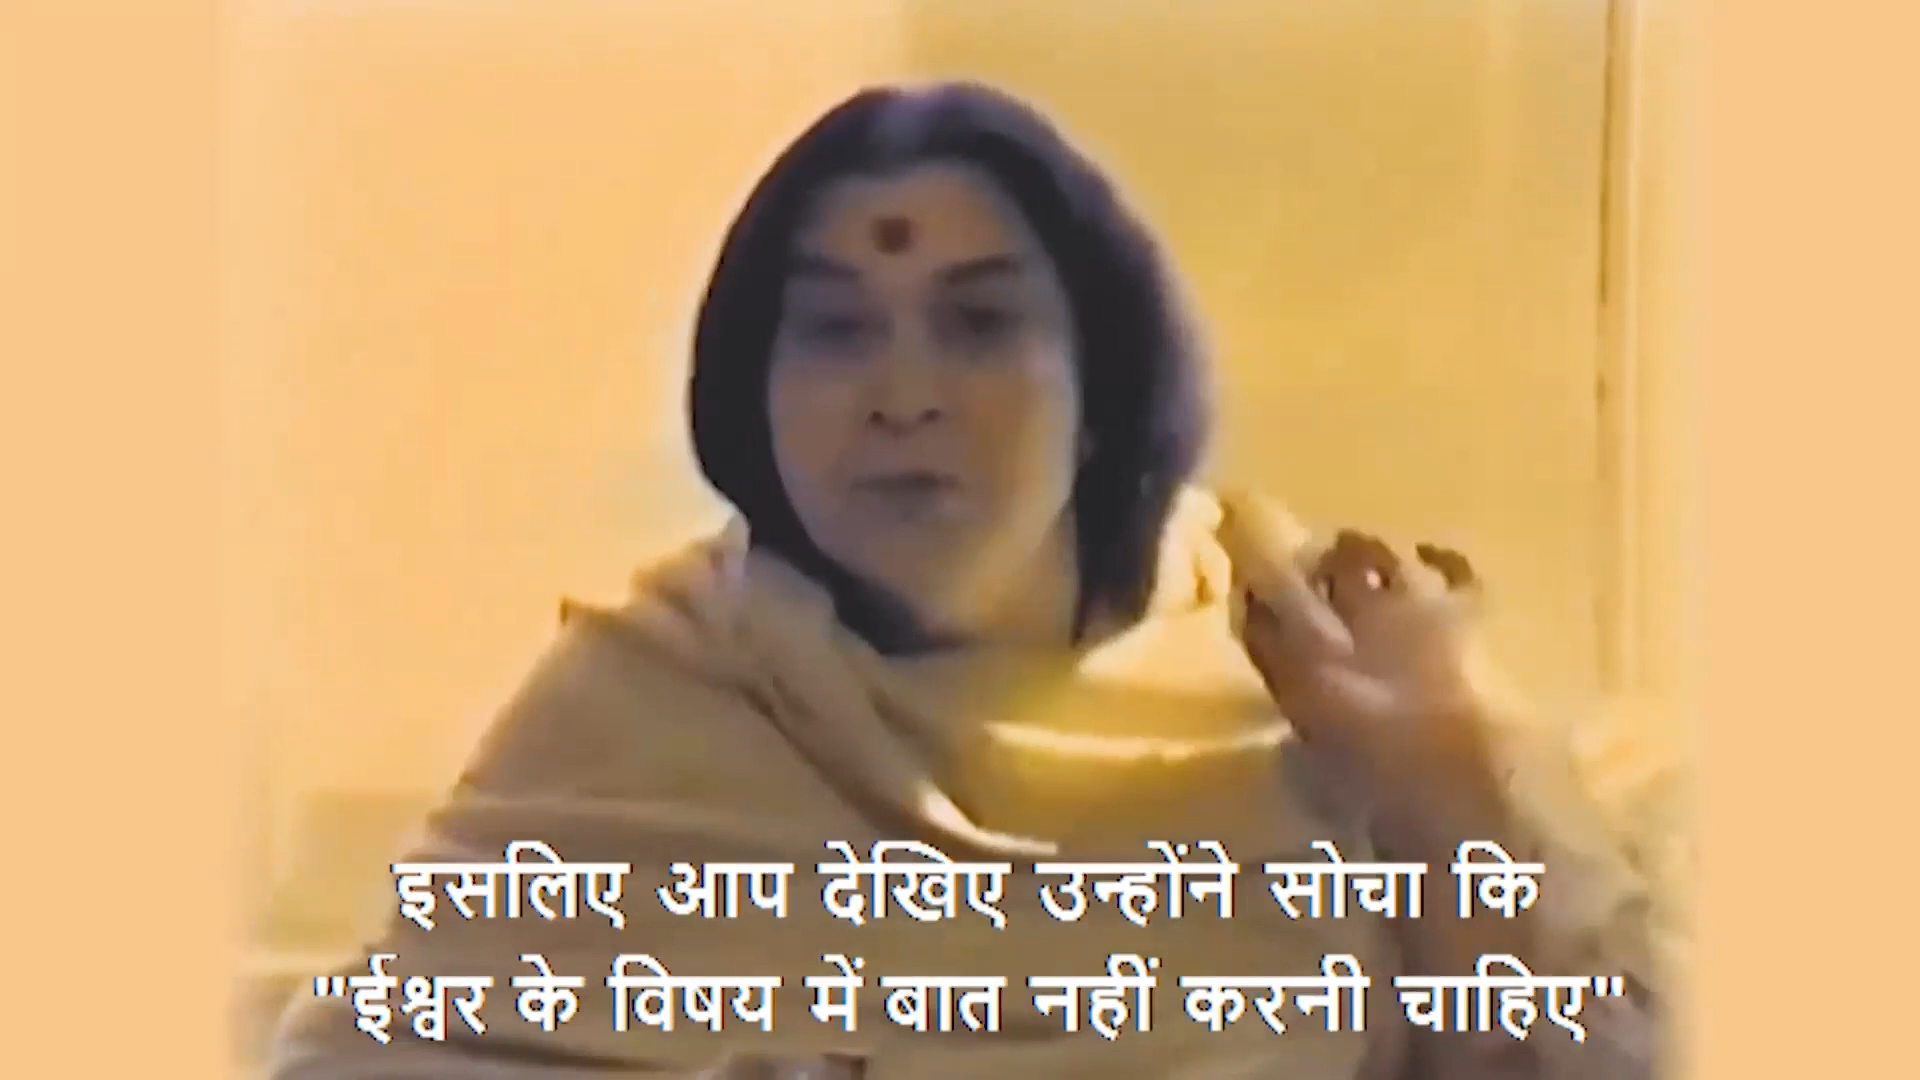 इसलिए आप देखिए उन्होंने सोचा कि
"ईश्वर के विषय में बात नहीं करनी चाहिए"